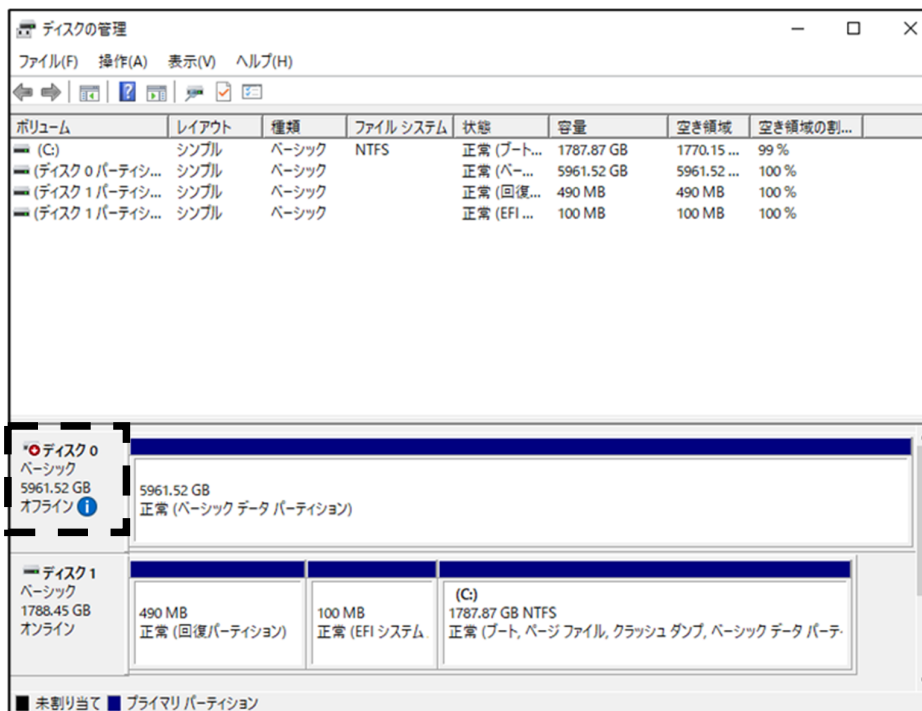 ディスクの管理
ファイル(F) 操作(A) 表示(V) ヘルプ(H)
ボリューム レイアウト 種類 ファイル システム 状態 容量 空き領域 空き領域の割...
(C:) シンプル ベーシック NTFS 正常 (ブート... 1787.87 GB 1770.15 ... 99 %
(ディスク 0 パーティシ... シンプル ベーシック 正常 (ベー... 5961.52 GB 5961.52 ... 100 %
(ディスク 1 パーティシ... シンプル ベーシック 正常 (回復... 490 MB 490 MB 100 %
(ディスク 1 パーティシ... シンプル ベーシック 正常 (EFI ... 100 MB 100 MB 100 %
ディスク 0
ベーシック
5961.52 GB
オフライン
5961.52 GB
正常 (ベーシック データ パーティション)
ディスク 1
ベーシック
1788.45 GB
オンライン
490 MB
正常 (回復パーティション)
100 MB
正常 (EFI システム
(C:)
1787.87 GB NTFS
正常 (ブート, ページ ファイル, クラッシュ ダンプ, ベーシック データ パーテ
未割り当て プライマリ パーティション